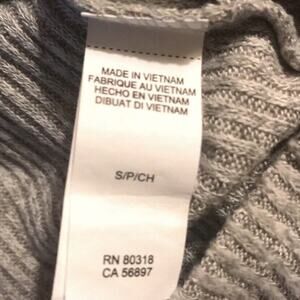 MADE IN VIETNAM
FABRIQUE AU VIETNAM
HECHO EN VIETNAM
DIBUAT DI VIETNAM
S/P/CH
RN 80318
CA 56897